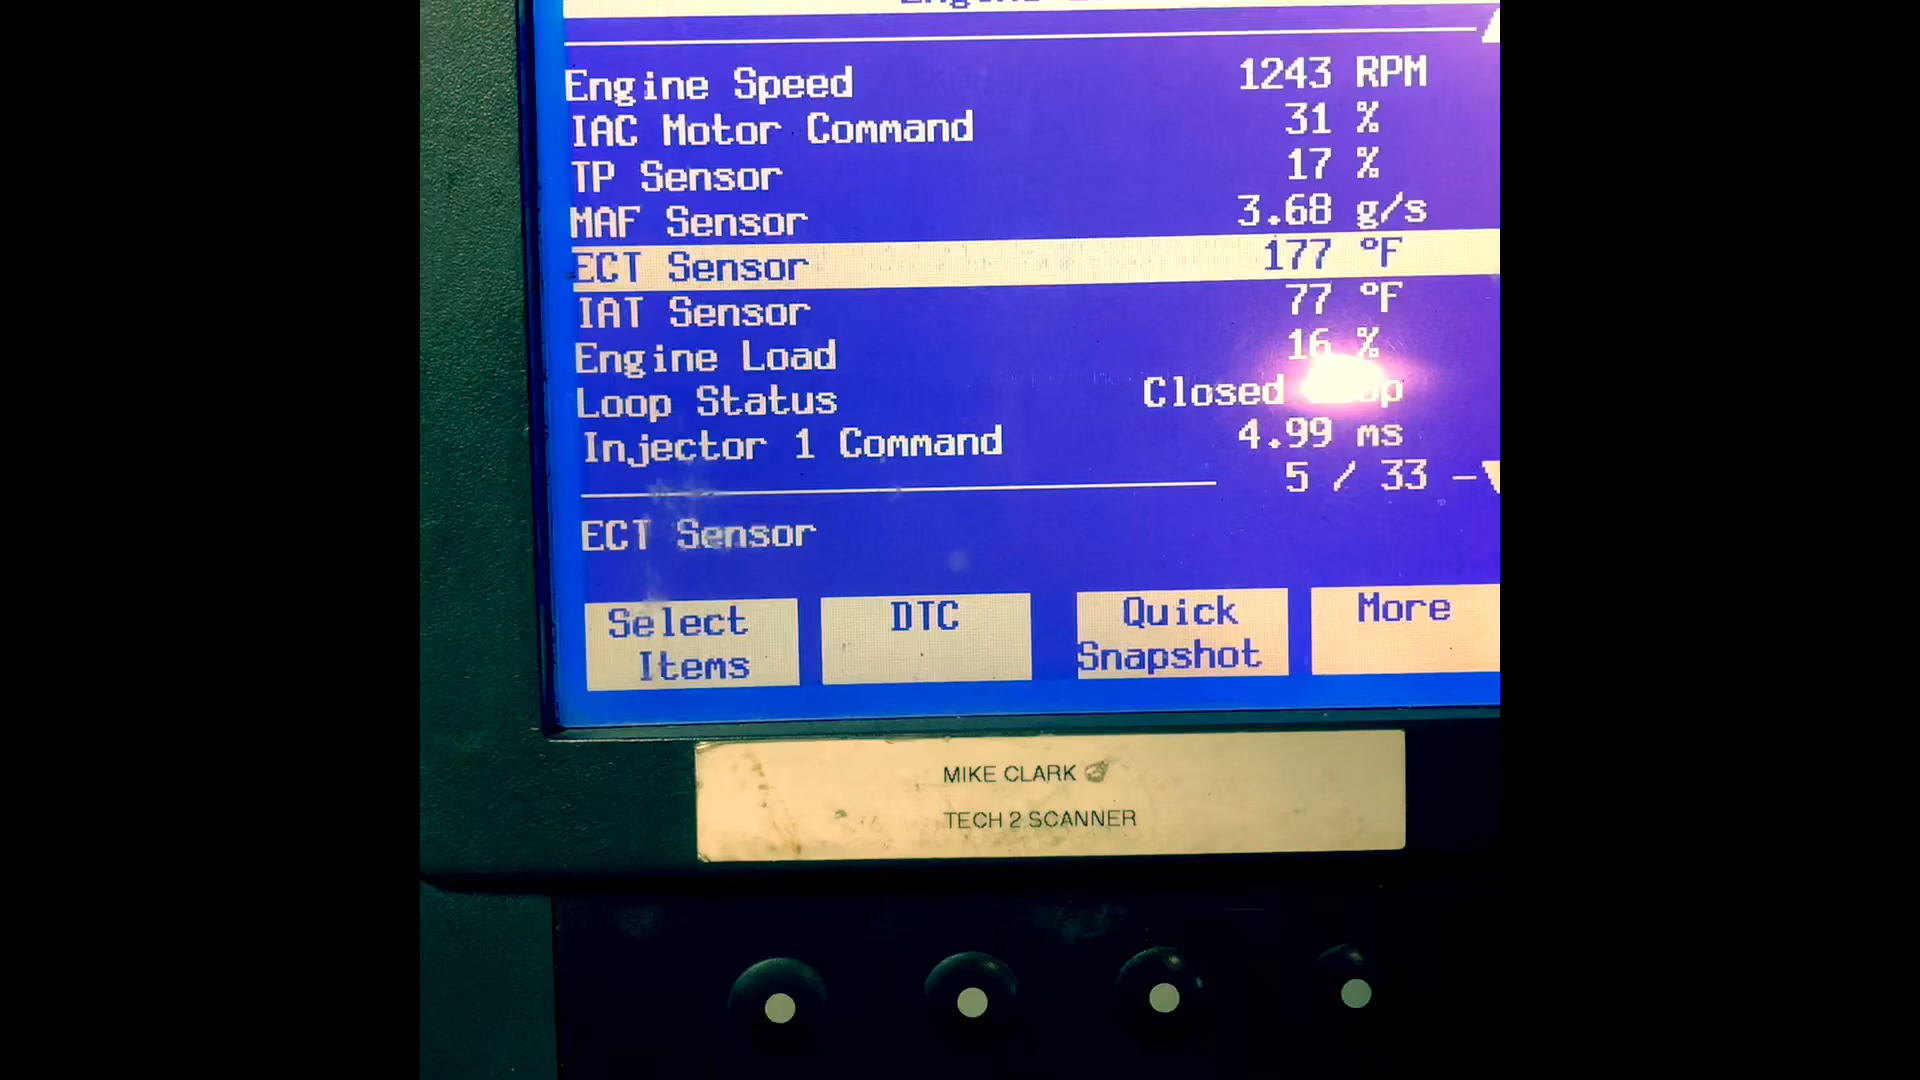 Engine
Engine Speed 1243 RPM
IAC Motor Command 31 %
TP Sensor 17 %
MAF Sensor 3.68 g/s
ECT Sensor 177 °F
IAT Sensor 77 °F
Engine Load 16 %
Loop Status Closed
Injector 1 Command 4.99 ms
5 / 33
ECT Sensor
Select Items
DTC
Quick Snapshot
More
MIKE CLARK
TECH 2 SCANNER